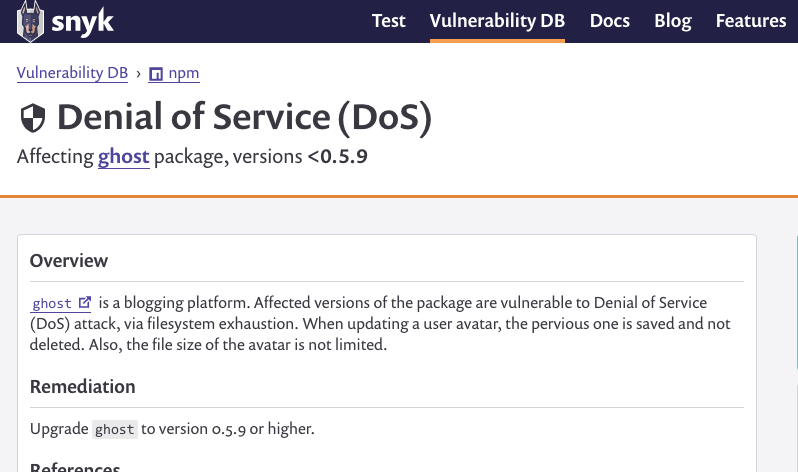 snyk
Test Vulnerability DB Docs Blog Features
Vulnerability DB › npm
Denial of Service (DoS)
Affecting ghost package, versions <0.5.9
Overview
ghost is a blogging platform. Affected versions of the package are vulnerable to Denial of Service
(DoS) attack, via filesystem exhaustion. When updating a user avatar, the pervious one is saved and not
deleted. Also, the file size of the avatar is not limited.
Remediation
Upgrade ghost to version 0.5.9 or higher.
References